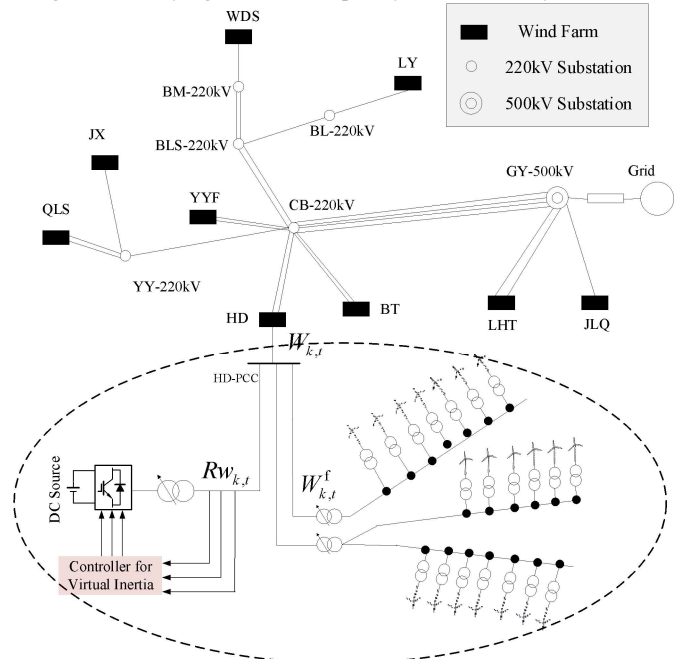 WDS
Wind Farm
LY
220kV Substation
BM-220kV
BL-220kV
500kV Substation
BLS-220kV
JX
GY-500kV
Grid
YYF
CB-220kV
QLS
YY-220kV
HD
BT
LHT
JLQ
W_{k,t}
HD-PCC
Rw_{k,t}
W^f_{k,t}
DC Source
Controller for
Virtual Inertia